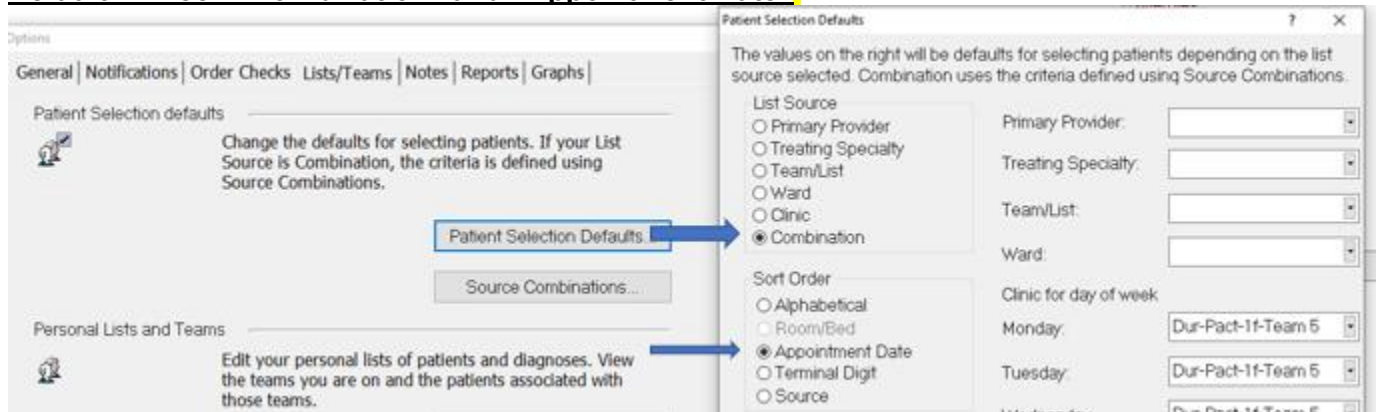 Options
General | Notifications | Order Checks Lists/Teams | Notes | Reports | Graphs |
Patient Selection defaults
Change the defaults for selecting patients. If your List
Source is Combination, the criteria is defined using
Source Combinations.
Patient Selection Defaults...
Source Combinations...
Personal Lists and Teams
Edit your personal lists of patients and diagnoses. View
the teams you are on and the patients associated with
those teams.
Patient Selection Defaults
? ×
The values on the right will be defaults for selecting patients depending on the list
source selected. Combination uses the criteria defined using Source Combinations.
List Source
Primary Provider
Treating Specialty
Team/List
Ward
Clinic
Combination
Sort Order
Alphabetical
Room/Bed
Appointment Date
Terminal Digit
Source
Primary Provider:
Treating Specialty:
Team/List:
Ward:
Clinic for day of week
Monday: Dur-Pact-1f-Team 5
Tuesday: Dur-Pact-1f-Team 5